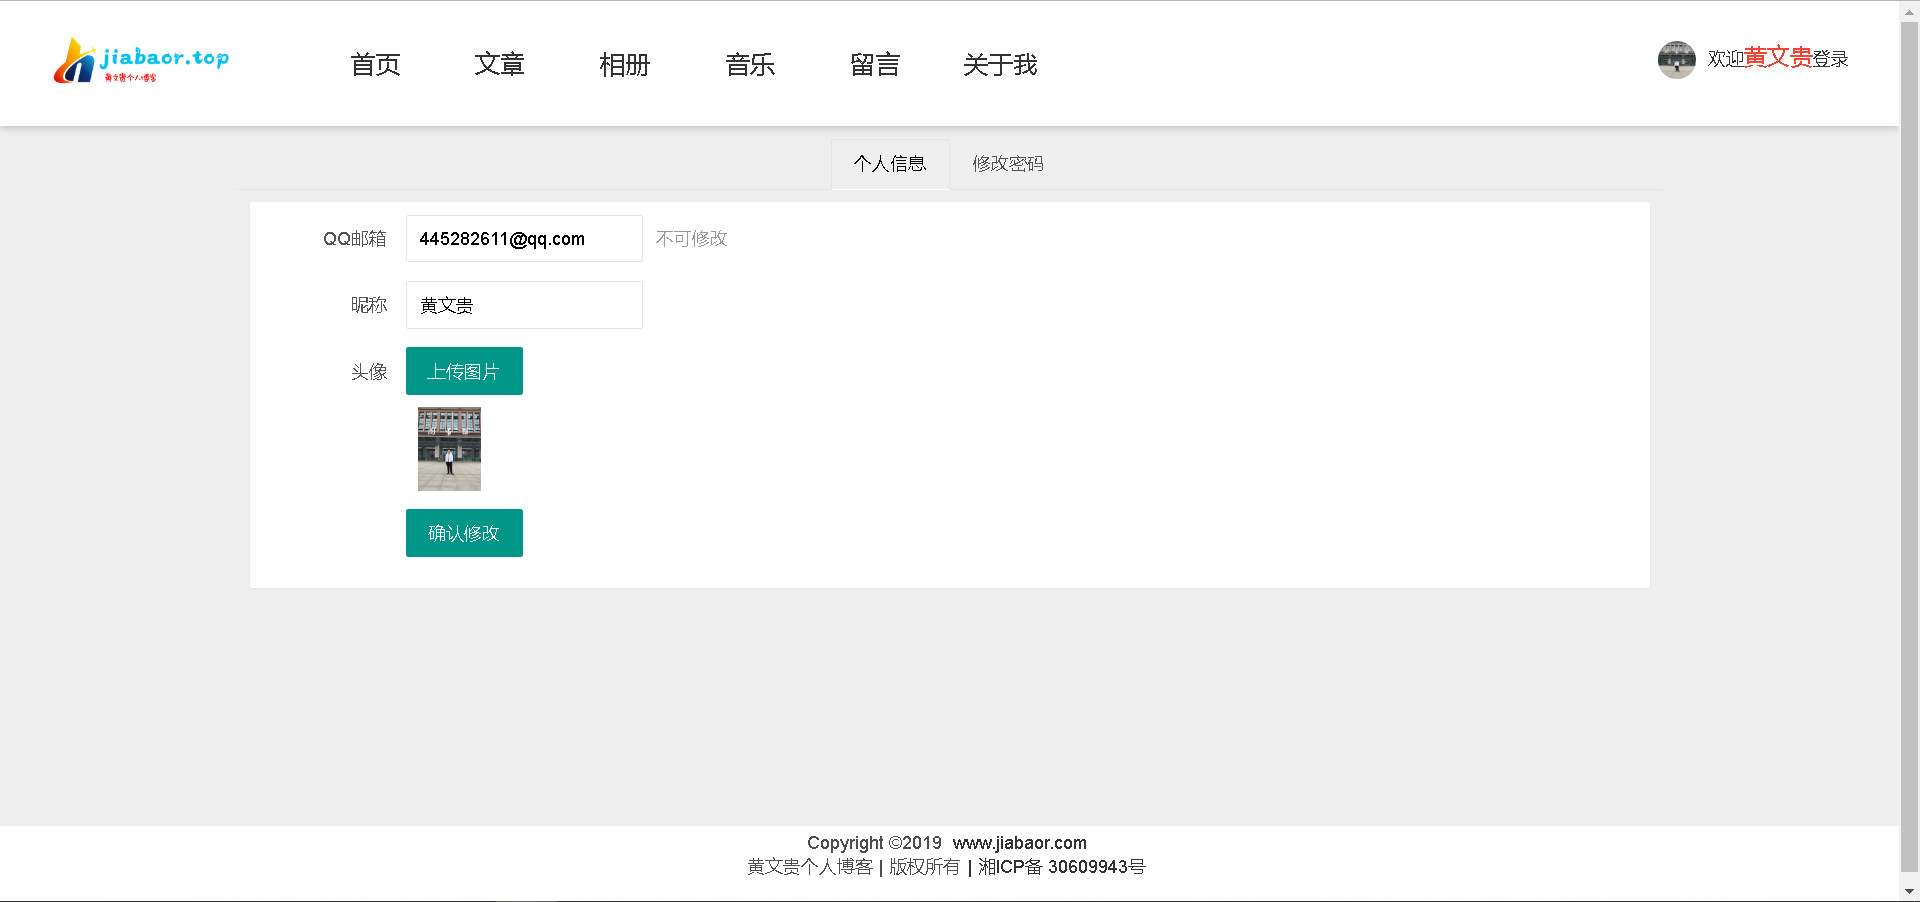 jiabaor.top
黄文贵个人博客
首页 文章 相册 音乐 留言 关于我
欢迎黄文贵登录
个人信息 修改密码
QQ邮箱 445282611@qq.com 不可修改
昵称 黄文贵
头像 上传图片
确认修改
Copyright ©2019 www.jiabaor.com
黄文贵个人博客 | 版权所有 | 湘ICP备 30609943号